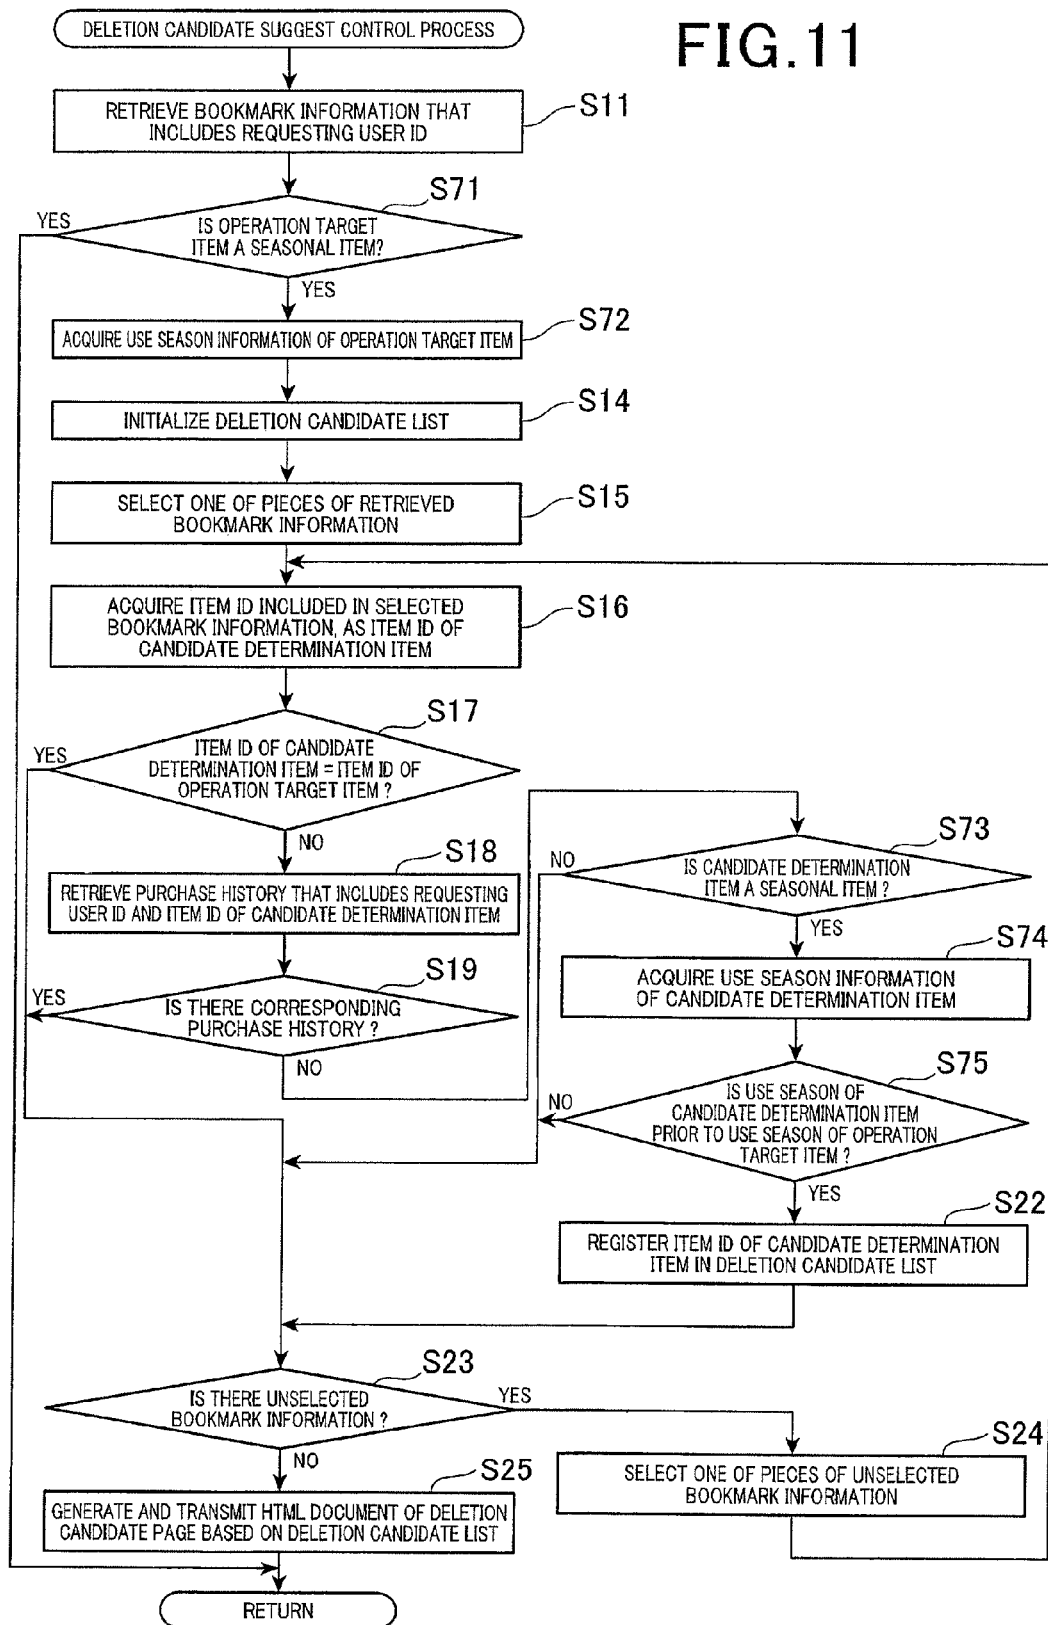 DELETION CANDIDATE SUGGEST CONTROL PROCESS
FIG.11
RETRIEVE BOOKMARK INFORMATION THAT
INCLUDES REQUESTING USER ID
S11
S71
YES
IS OPERATION TARGET
ITEM A SEASONAL ITEM?
YES
S72
ACQUIRE USE SEASON INFORMATION OF OPERATION TARGET ITEM
S14
INITIALIZE DELETION CANDIDATE LIST
S15
SELECT ONE OF PIECES OF RETRIEVED
BOOKMARK INFORMATION
S16
ACQUIRE ITEM ID INCLUDED IN SELECTED
BOOKMARK INFORMATION, AS ITEM ID OF
CANDIDATE DETERMINATION ITEM
S17
YES
ITEM ID OF CANDIDATE
DETERMINATION ITEM = ITEM ID OF
OPERATION TARGET ITEM ?
NO
S18
RETRIEVE PURCHASE HISTORY THAT INCLUDES REQUESTING
USER ID AND ITEM ID OF CANDIDATE DETERMINATION ITEM
S19
YES
IS THERE CORRESPONDING
PURCHASE HISTORY ?
NO
S73
NO
IS CANDIDATE DETERMINATION
ITEM A SEASONAL ITEM ?
YES
S74
ACQUIRE USE SEASON INFORMATION
OF CANDIDATE DETERMINATION ITEM
S75
NO
IS USE SEASON OF
CANDIDATE DETERMINATION ITEM
PRIOR TO USE SEASON OF OPERATION
TARGET ITEM ?
YES
S22
REGISTER ITEM ID OF CANDIDATE DETERMINATION
ITEM IN DELETION CANDIDATE LIST
S23
IS THERE UNSELECTED
BOOKMARK INFORMATION ?
YES
NO
S24
SELECT ONE OF PIECES OF UNSELECTED
BOOKMARK INFORMATION
S25
GENERATE AND TRANSMIT HTML DOCUMENT OF DELETION
CANDIDATE PAGE BASED ON DELETION CANDIDATE LIST
RETURN